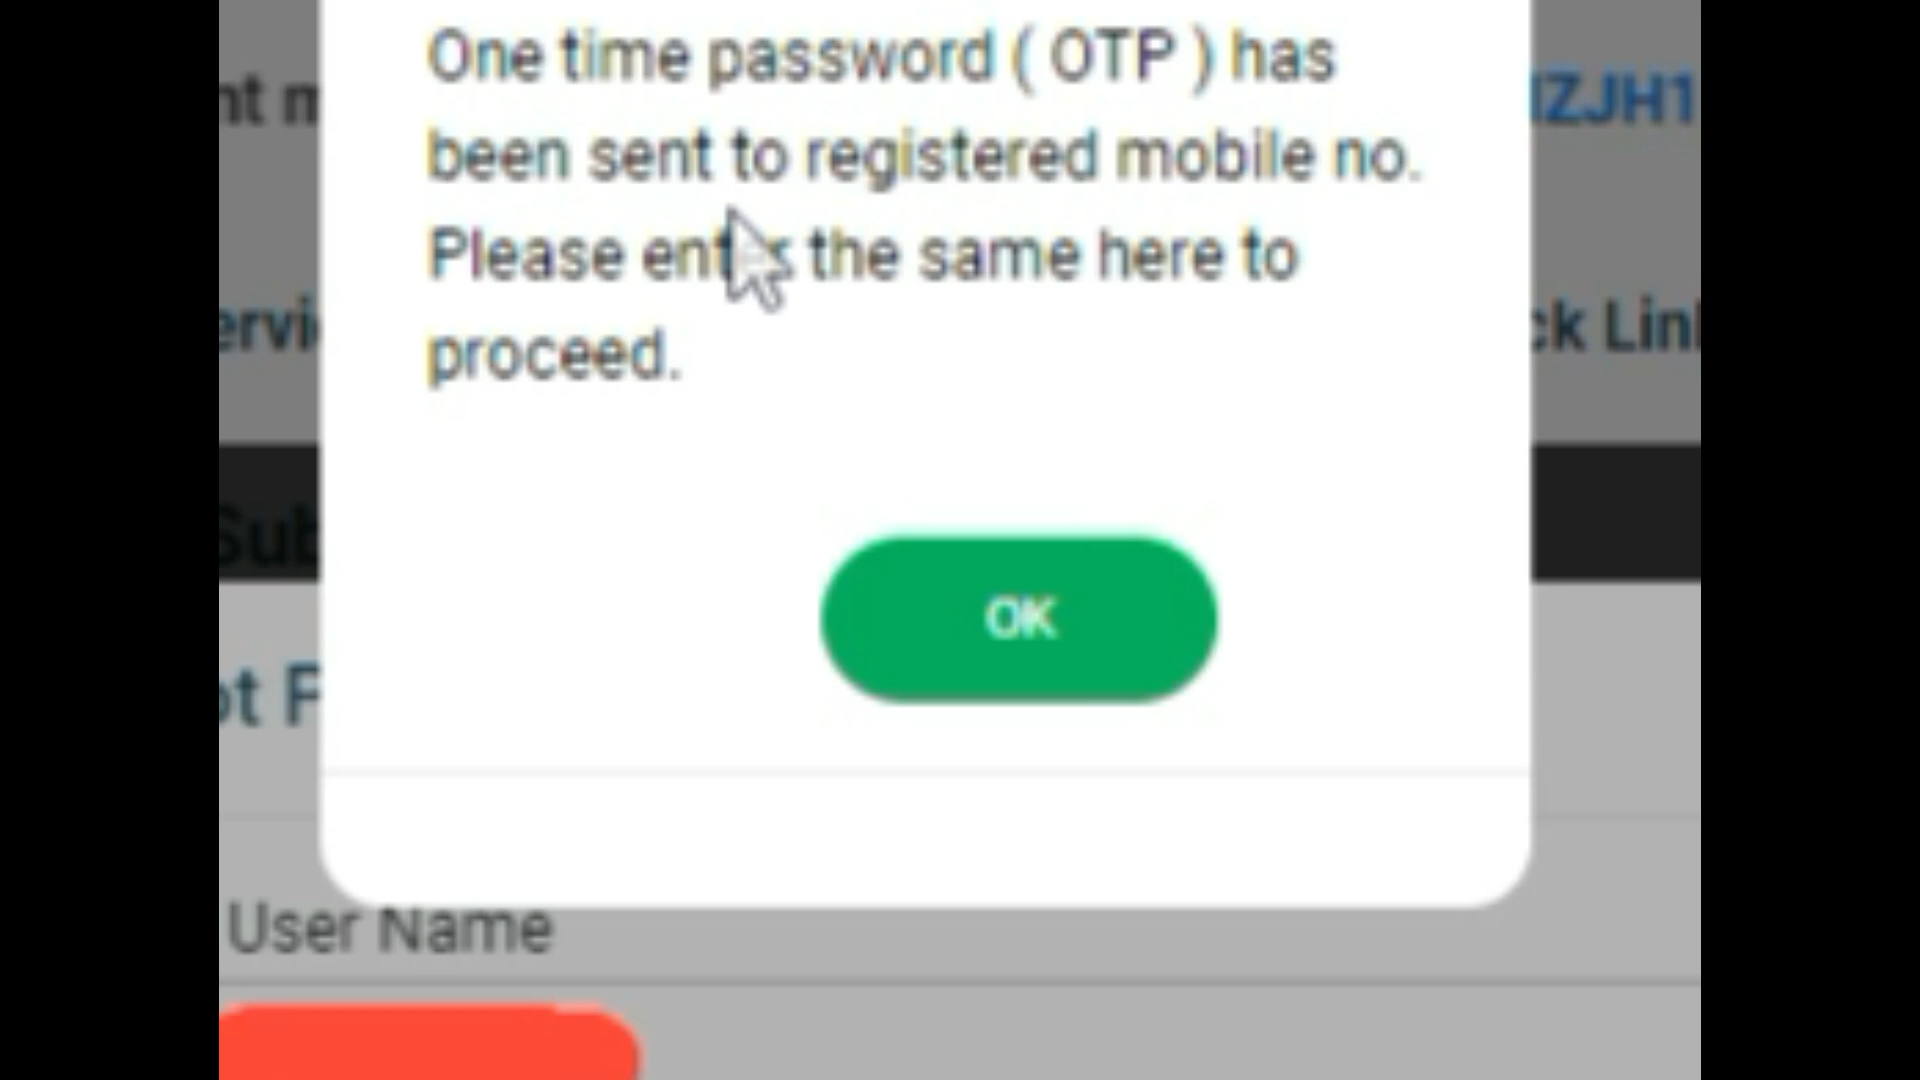 One time password ( OTP ) has
been sent to registered mobile no.
Please enter the same here to
proceed.
OK
ZJH1
User Name